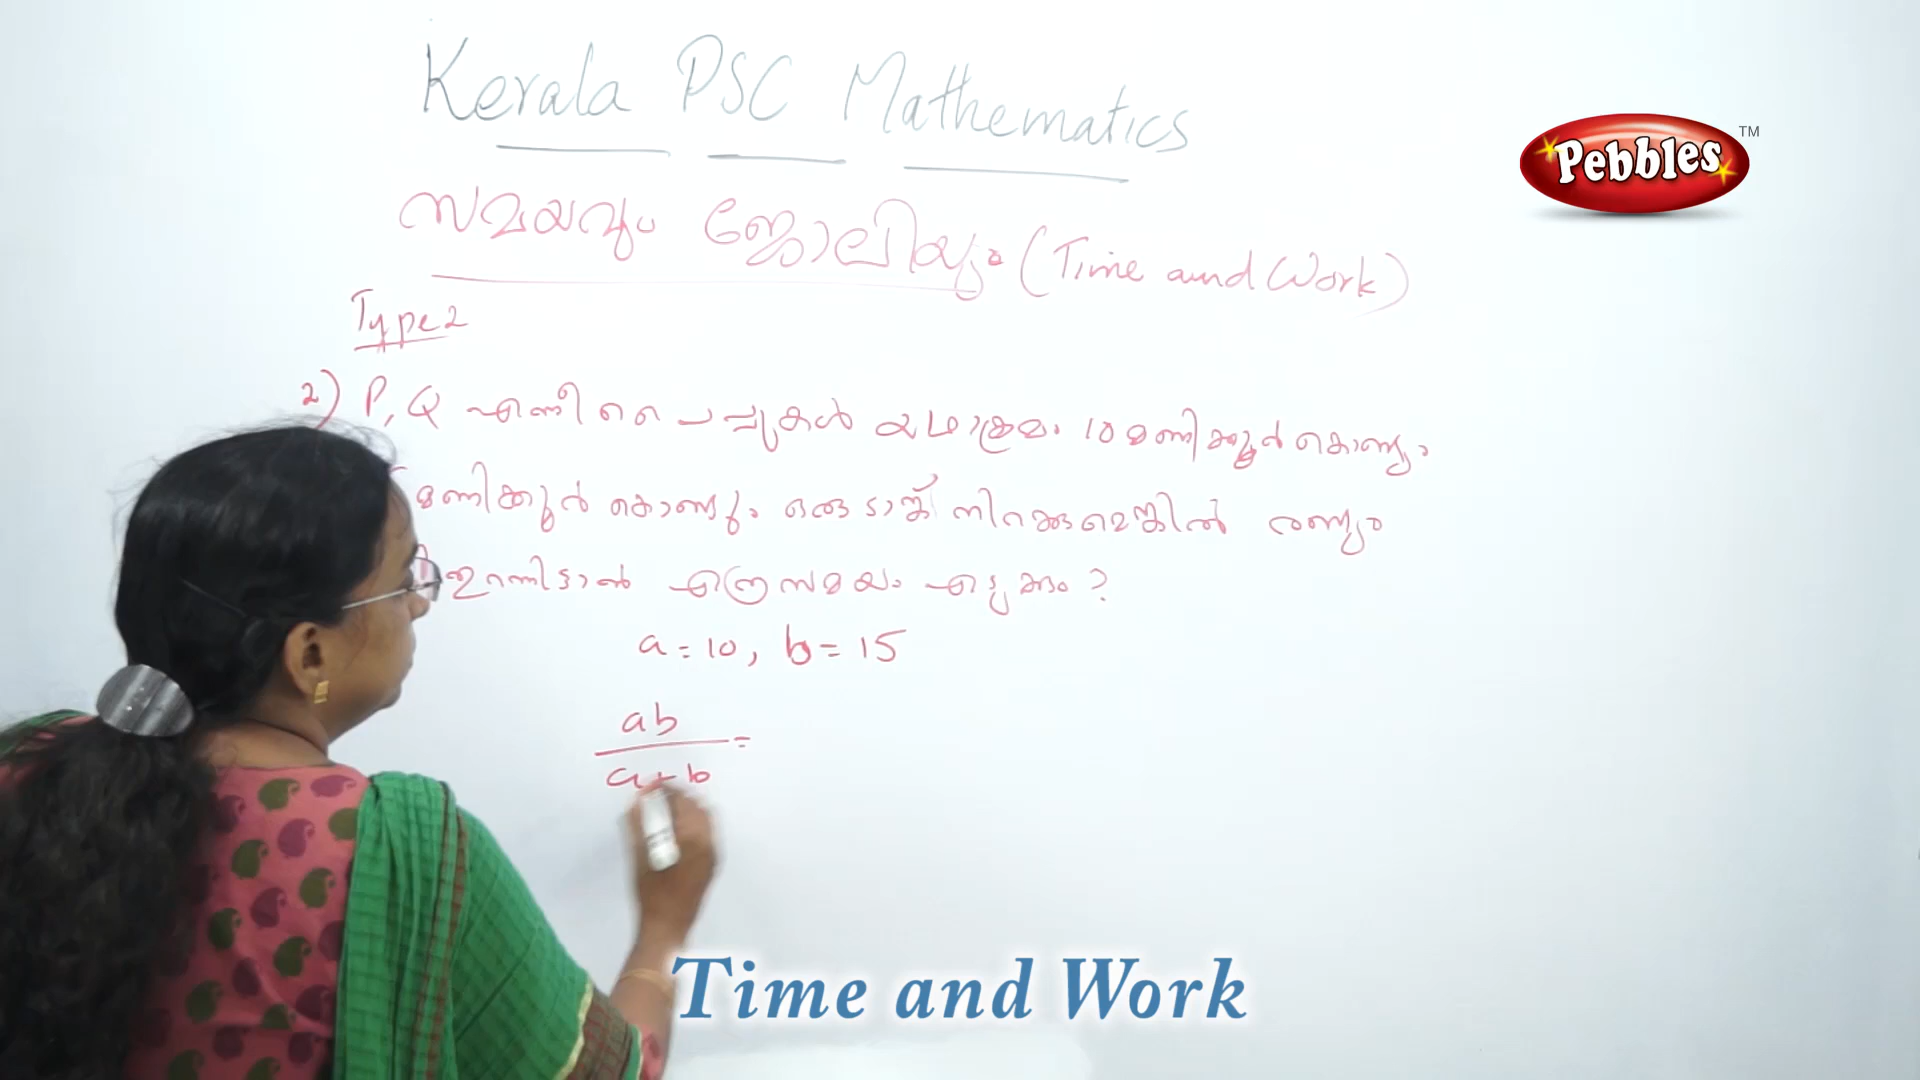 Kerala PSC Mathematics
സമയവും ജോലിയും (Time and Work)
Type 2
2) P, Q എന്നീ പൈപ്പുകൾ യഥാക്രമം 10 മണിക്കൂർ കൊണ്ടും
മണിക്കൂർ കൊണ്ടും ഒരു ടാങ്ക് നിറക്കുമെങ്കിൽ രണ്ടും
തുറന്നിട്ടാൽ എത്ര സമയം എടുക്കും?
a = 10, b = 15
ab
a + b
=
Pebbles TM
Time and Work